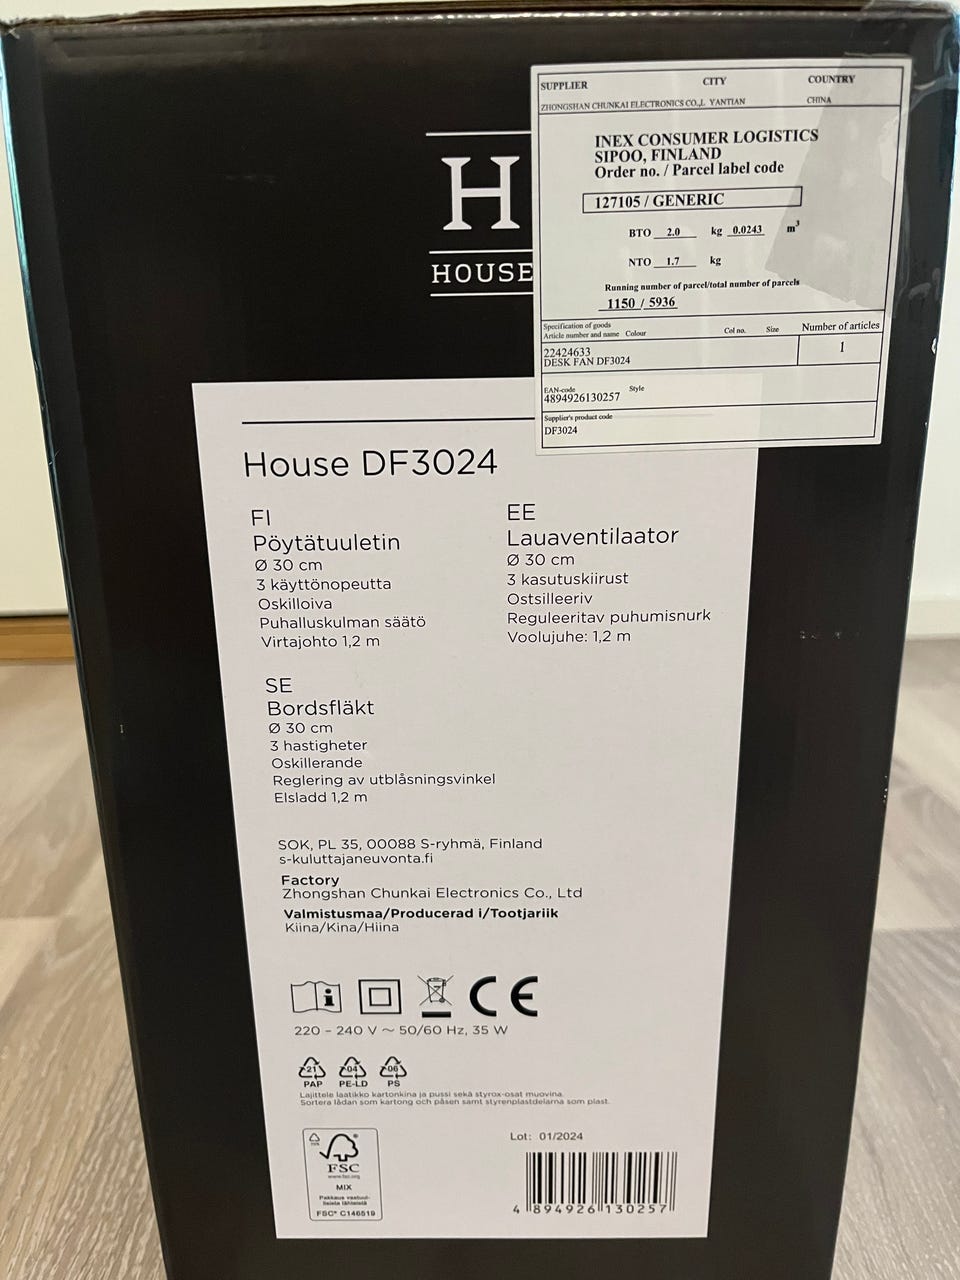 SUPPLIER CITY COUNTRY
ZHONGSHAN CHUNKAI ELECTRONICS CO.,L YANTIAN CHINA
INEX CONSUMER LOGISTICS
SIPOO, FINLAND
Order no. / Parcel label code
127105 / GENERIC
BTO 2.0 kg 0.0243 m³
NTO 1.7 kg
Running number of parcel/total number of parcels
1150 / 5936
Specification of goods
Article number and name Colour Col no. Size Number of articles
22424633 1
DESK FAN DF3024
EAN-code Style
4894926130257
Supplier's product code
DF3024
H
HOUSE
House DF3024
FI
Pöytätuuletin
Ø 30 cm
3 käyttönopeutta
Oskilloiva
Puhalluskulman säätö
Virtajohto 1,2 m
EE
Lauaventilaator
Ø 30 cm
3 kasutuskiirust
Ostsilleeriv
Reguleeritav puhumisnurk
Voolujuhe: 1,2 m
SE
Bordsfläkt
Ø 30 cm
3 hastigheter
Oskillerande
Reglering av utblåsningsvinkel
Elsladd 1,2 m
SOK, PL 35, 00088 S-ryhmä, Finland
s-kuluttajaneuvonta.fi
Factory
Zhongshan Chunkai Electronics Co., Ltd
Valmistusmaa/Producerad i/Tootjariik
Kiina/Kina/Hiina
i CE
220 – 240 V ~ 50/60 Hz, 35 W
21 04 06
PAP PE-LD PS
Lajittele laatikko kartonkina ja pussi sekä styrox-osat muovina.
Sortera lådan som kartong och påsen samt styrenplastdelarna som plast.
FSC
www.fsc.org
MIX
Pakkaus vastuul-
lisista lähteistä
FSC® C146519
Lot: 01/2024
4 894926 130257